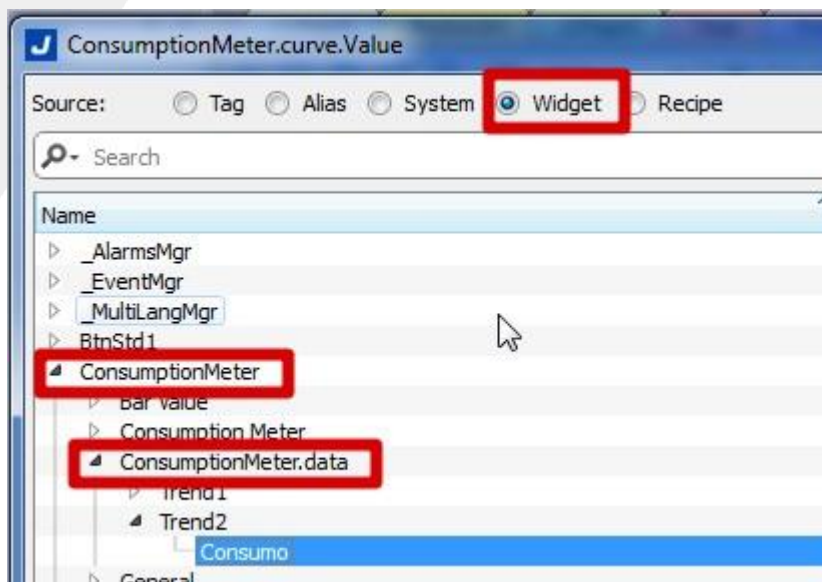 J ConsumptionMeter.curve.Value
Source: Tag Alias System Widget Recipe
Search
Name
_AlarmsMgr
_EventMgr
_MultiLangMgr
BtnStd1
ConsumptionMeter
Bar Value
Consumption Meter
ConsumptionMeter.data
Trend1
Trend2
Consumo
General